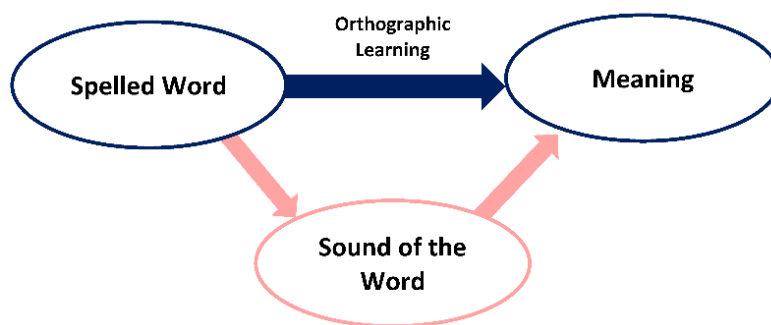 Orthographic
Learning
Spelled Word
Meaning
Sound of the
Word